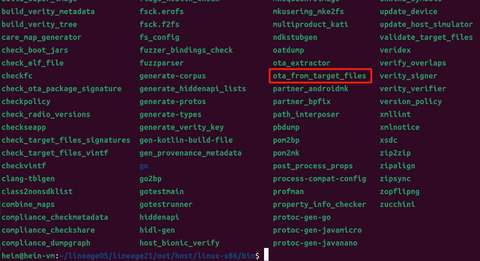 build_verity_metadata fsck.erofs nkusering_nke2fs update_device
build_verity_tree fsck.f2fs multiproduct_kati update_host_simulator
care_map_generator fs_config ndkstubgen validate_target_files
check_boot_jars fuzzer_bindings_check oatdump veridex
check_elf_file fuzzparser ota_extractor verify_overlaps
checkfc generate-corpus ota_from_target_files verity_signer
check_ota_package_signature generate_hiddenapi_lists partner_androidmk verity_verifier
checkpolicy generate-protos partner_bpfix version_policy
check_radio_versions generate-types path_interposer xmllint
checkseapp generate_verity_key pbdump xmlnotice
check_target_files_signatures gen-kotlin-build-file pom2bp xsdc
check_target_files_vintf gen_provenance_metadata pom2mk zip2zip
checkvintf go post_process_props zipalign
clang-tblgen go2bp process-compat-config zipsync
class2nonsdklist gotestmain profman zopflipng
combine_maps gotestrunner property_info_checker zucchini
compliance_checkmetadata hiddenapi protoc-gen-go
compliance_checkshare hidl-gen protoc-gen-javamicro
compliance_dumpgraph host_bionic_verify protoc-gen-javanano
hein@hein-vm:~/lineageOS/lineage21/out/host/linux-x86/bin$